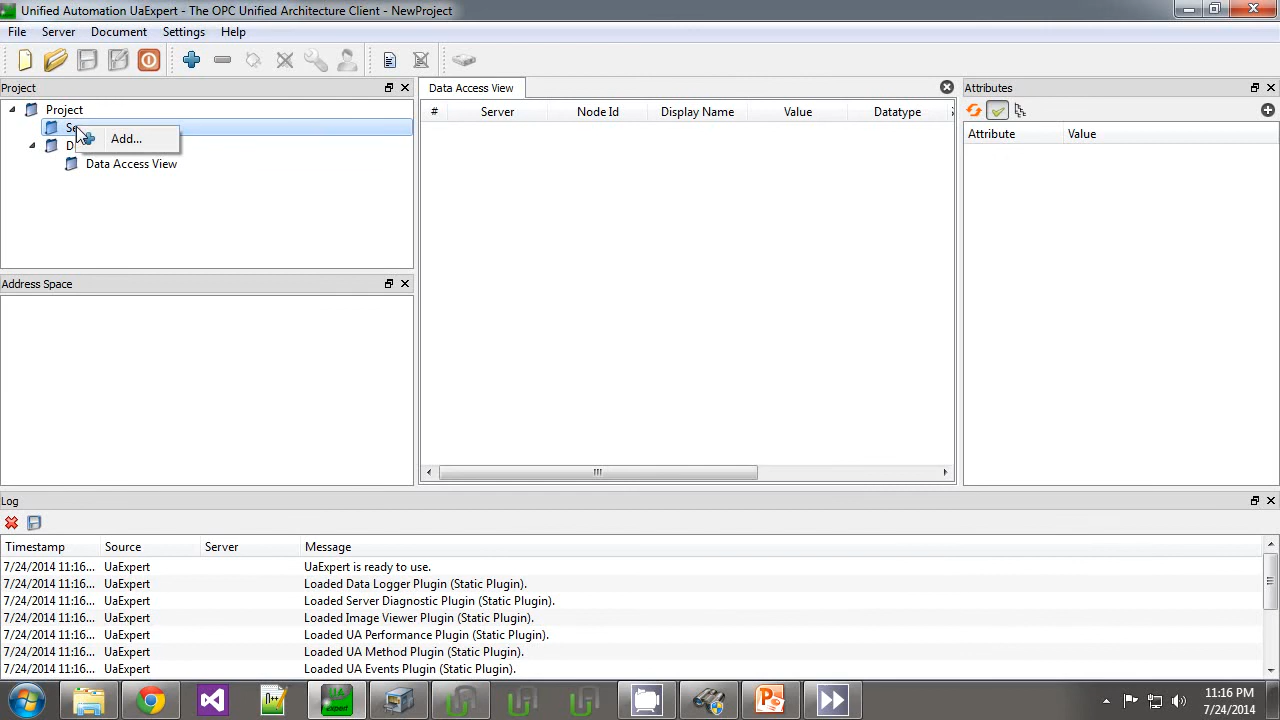 Unified Automation UaExpert - The OPC Unified Architecture Client - NewProject
File Server Document Settings Help
Project
Project
Se
Add...
D
Data Access View
Address Space
Data Access View
# Server Node Id Display Name Value Datatype
Attributes
Attribute Value
Log
Timestamp Source Server Message
7/24/2014 11:16... UaExpert UaExpert is ready to use.
7/24/2014 11:16... UaExpert Loaded Data Logger Plugin (Static Plugin).
7/24/2014 11:16... UaExpert Loaded Server Diagnostic Plugin (Static Plugin).
7/24/2014 11:16... UaExpert Loaded Image Viewer Plugin (Static Plugin).
7/24/2014 11:16... UaExpert Loaded UA Performance Plugin (Static Plugin).
7/24/2014 11:16... UaExpert Loaded UA Method Plugin (Static Plugin).
7/24/2014 11:16... UaExpert Loaded UA Events Plugin (Static Plugin).
UA
expert
11:16 PM
7/24/2014